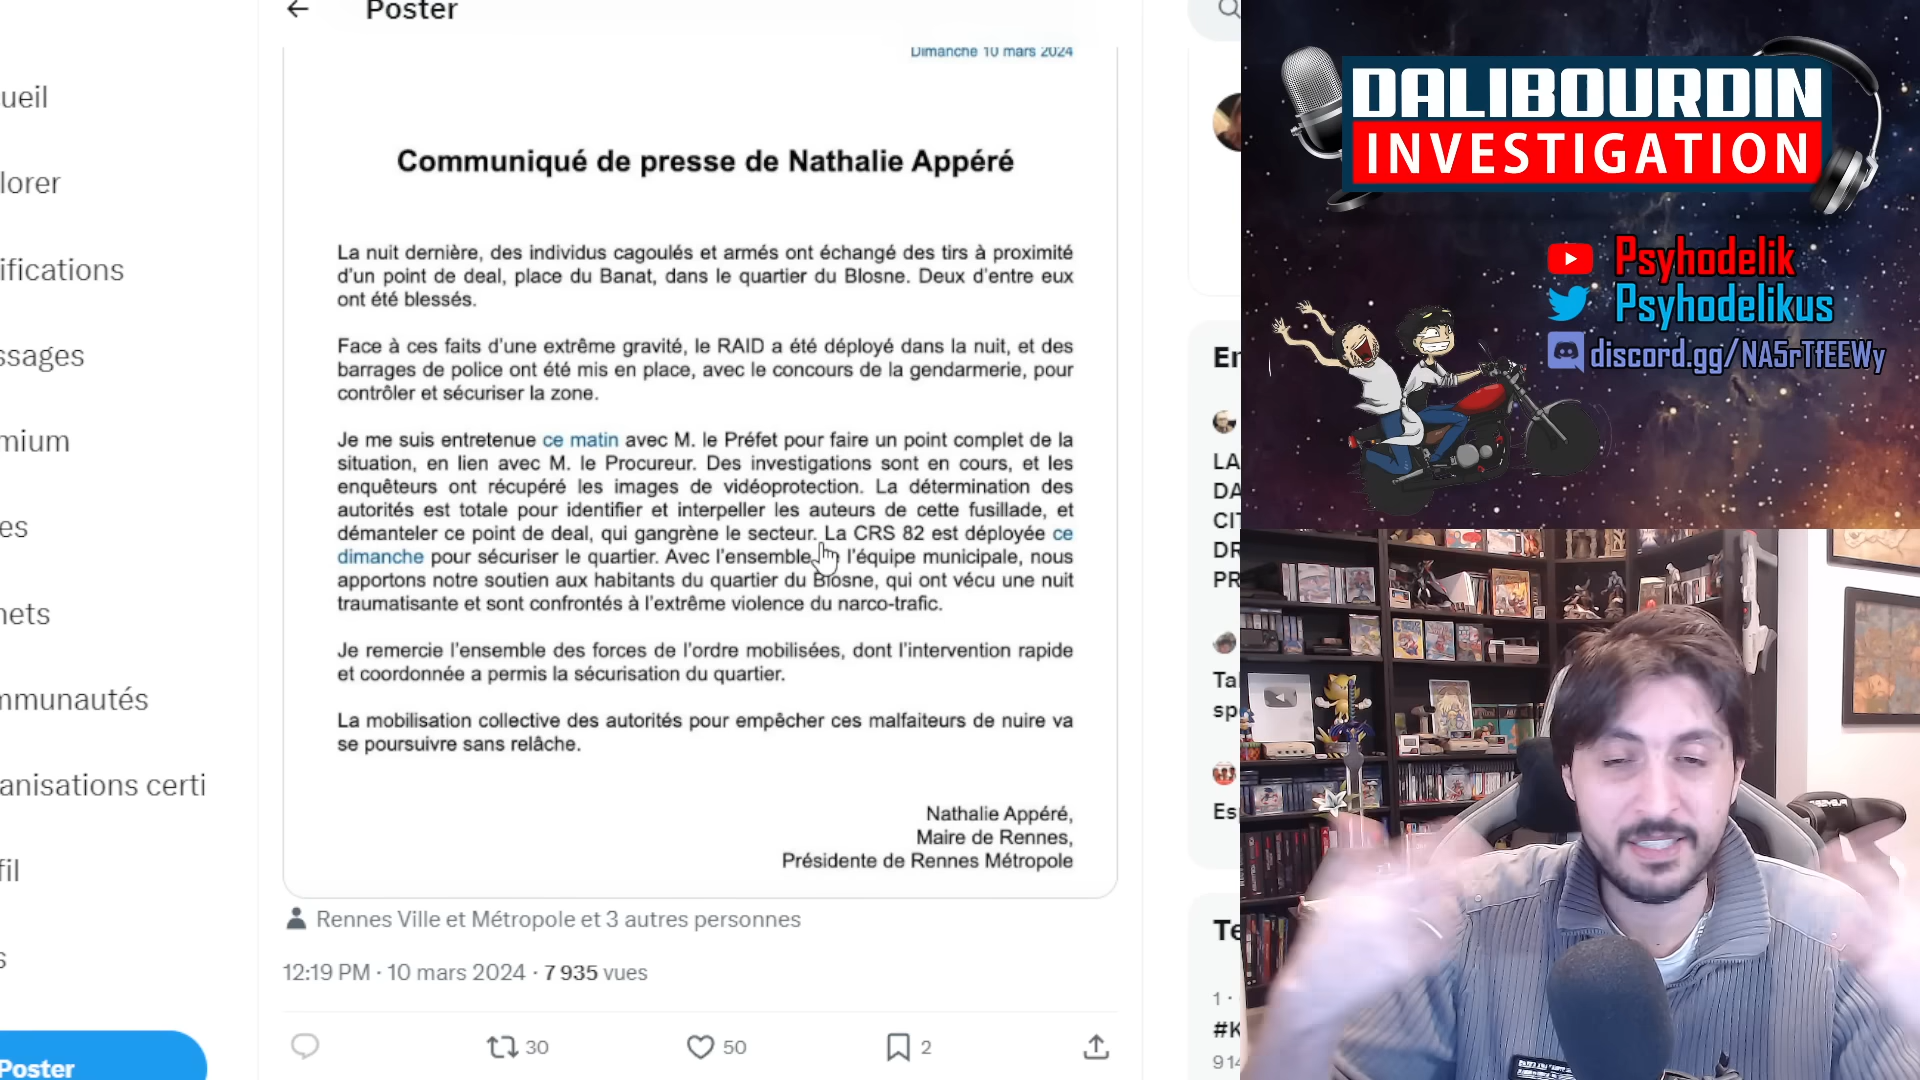 Poster
Dimanche 10 mars 2024
Communiqué de presse de Nathalie Appéré
La nuit dernière, des individus cagoulés et armés ont échangé des tirs à proximité
d'un point de deal, place du Banat, dans le quartier du Blosne. Deux d'entre eux
ont été blessés.
Face à ces faits d'une extrême gravité, le RAID a été déployé dans la nuit, et des
barrages de police ont été mis en place, avec le concours de la gendarmerie, pour
contrôler et sécuriser la zone.
Je me suis entretenue ce matin avec M. le Préfet pour faire un point complet de la
situation, en lien avec M. le Procureur. Des investigations sont en cours, et les
enquêteurs ont récupéré les images de vidéoprotection. La détermination des
autorités est totale pour identifier et interpeller les auteurs de cette fusillade, et
démanteler ce point de deal, qui gangrène le secteur. La CRS 82 est déployée ce
dimanche pour sécuriser le quartier. Avec l'ensemble l'équipe municipale, nous
apportons notre soutien aux habitants du quartier du Blosne, qui ont vécu une nuit
traumatisante et sont confrontés à l'extrême violence du narco-trafic.
Je remercie l'ensemble des forces de l'ordre mobilisées, dont l'intervention rapide
et coordonnée a permis la sécurisation du quartier.
La mobilisation collective des autorités pour empêcher ces malfaiteurs de nuire va
se poursuivre sans relâche.
Nathalie Appéré,
Maire de Rennes,
Présidente de Rennes Métropole
Rennes Ville et Métropole et 3 autres personnes
12:19 PM · 10 mars 2024 · 7 935 vues
30
50
2
ueil
lorer
ifications
ssages
mium
es
nets
mmunautés
anisations certi
fil
s
Poster
En
LA
DA
CIT
DR
PR
Tal
sp
Es
Te
1 ·
#K
914
DALIBOURDIN
INVESTIGATION
Psyhodelik
Psyhodelikus
discord.gg/NA5rTfEEWy